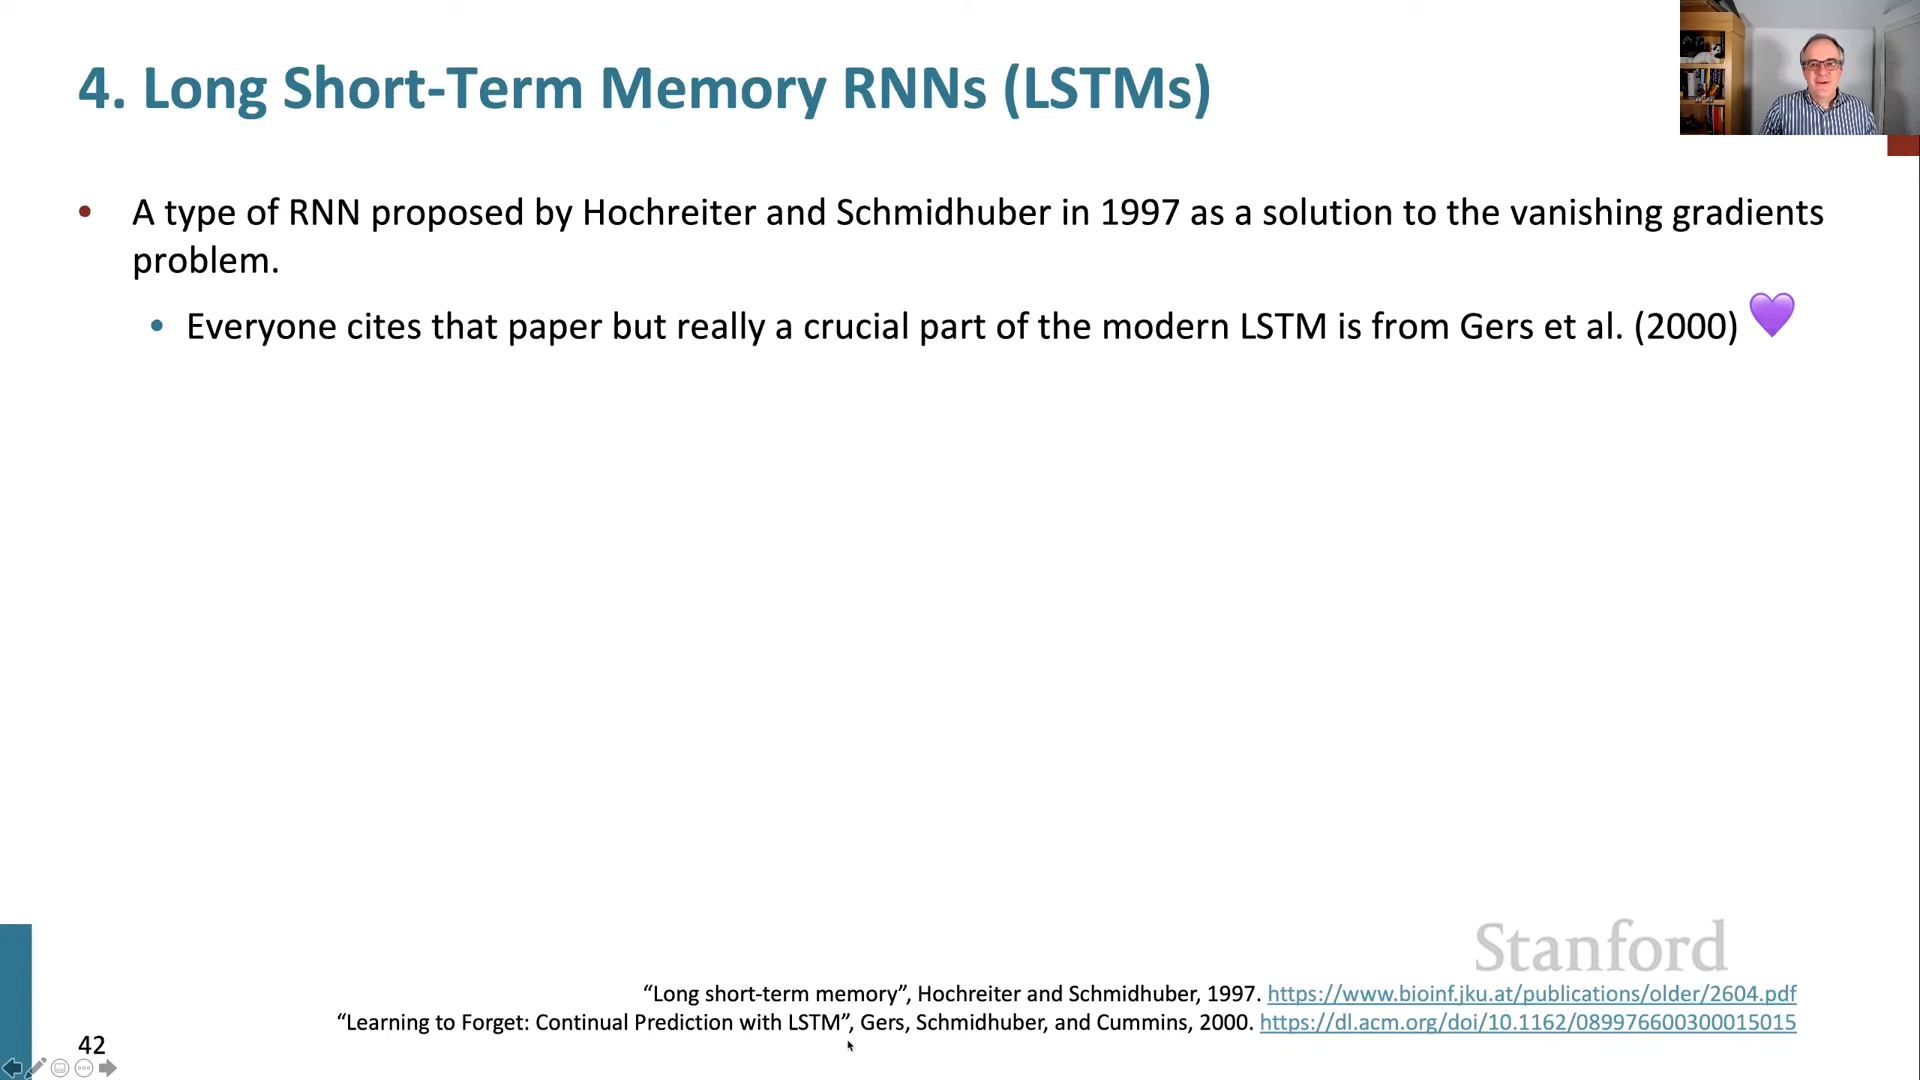 4. Long Short-Term Memory RNNs (LSTMs)
• A type of RNN proposed by Hochreiter and Schmidhuber in 1997 as a solution to the vanishing gradients
problem.
• Everyone cites that paper but really a crucial part of the modern LSTM is from Gers et al. (2000) 💜
Stanford
“Long short-term memory”, Hochreiter and Schmidhuber, 1997. https://www.bioinf.jku.at/publications/older/2604.pdf
“Learning to Forget: Continual Prediction with LSTM”, Gers, Schmidhuber, and Cummins, 2000. https://dl.acm.org/doi/10.1162/089976600300015015
42